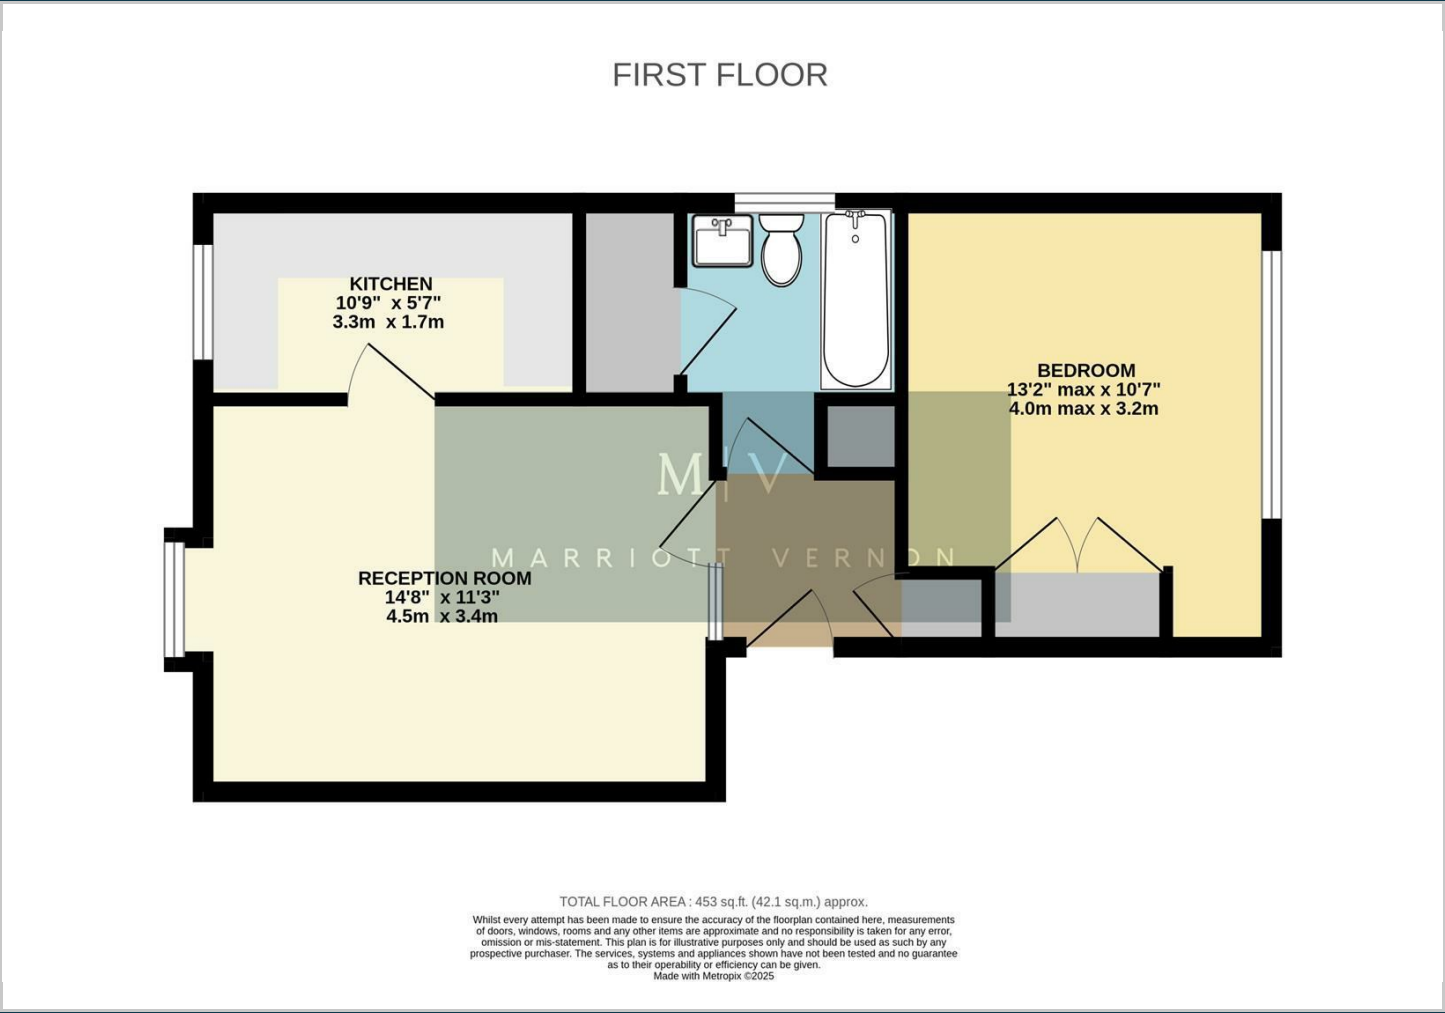 FIRST FLOOR
KITCHEN
10'9" x 5'7"
3.3m x 1.7m
BEDROOM
13'2" max x 10'7"
4.0m max x 3.2m
M|V
MARRIOTT VERNON
RECEPTION ROOM
14'8" x 11'3"
4.5m x 3.4m
TOTAL FLOOR AREA : 453 sq.ft. (42.1 sq.m.) approx.
Whilst every attempt has been made to ensure the accuracy of the floorplan contained here, measurements
of doors, windows, rooms and any other items are approximate and no responsibility is taken for any error,
omission or mis-statement. This plan is for illustrative purposes only and should be used as such by any
prospective purchaser. The services, systems and appliances shown have not been tested and no guarantee
as to their operability or efficiency can be given.
Made with Metropix ©2025